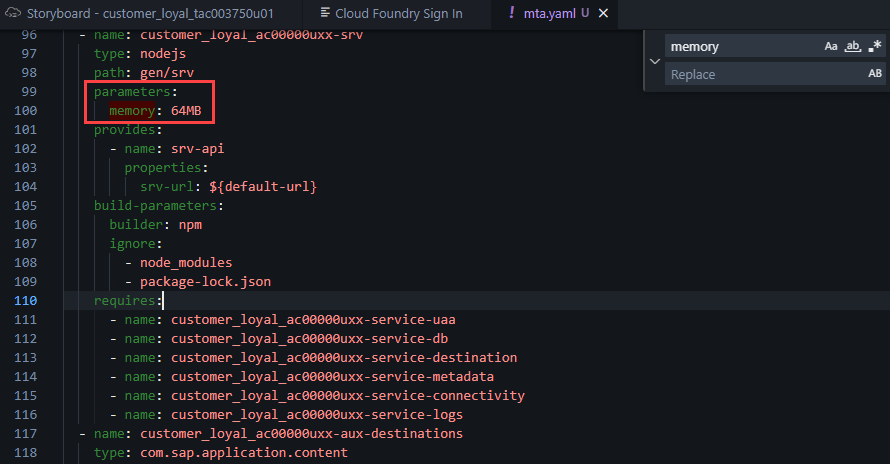 Storyboard - customer_loyal_tac003750u01 Cloud Foundry Sign In ! mta.yaml U
memory Aa ab .*
Replace AB
96 - name: customer_loyal_ac00000uxx-srv
97 type: nodejs
98 path: gen/srv
99 parameters:
100 memory: 64MB
101 provides:
102 - name: srv-api
103 properties:
104 srv-url: ${default-url}
105 build-parameters:
106 builder: npm
107 ignore:
108 - node_modules
109 - package-lock.json
110 requires:
111 - name: customer_loyal_ac00000uxx-service-uaa
112 - name: customer_loyal_ac00000uxx-service-db
113 - name: customer_loyal_ac00000uxx-service-destination
114 - name: customer_loyal_ac00000uxx-service-metadata
115 - name: customer_loyal_ac00000uxx-service-connectivity
116 - name: customer_loyal_ac00000uxx-service-logs
117 - name: customer_loyal_ac00000uxx-aux-destinations
118 type: com.sap.application.content